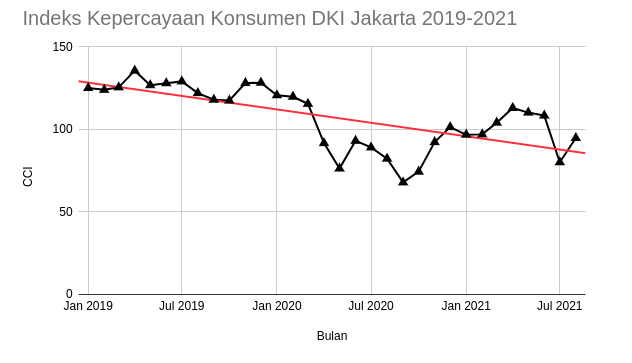 Indeks Kepercayaan Konsumen DKI Jakarta 2019-2021
150
100
50
0
CCI
Jan 2019 Jul 2019 Jan 2020 Jul 2020 Jan 2021 Jul 2021
Bulan